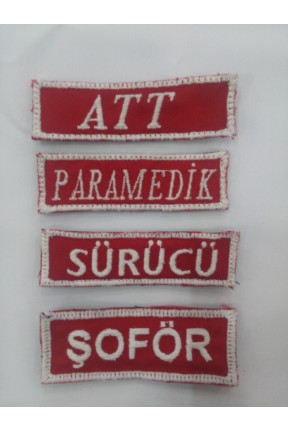 ATT
PARAMEDİK
SÜRÜCÜ
ŞOFÖR